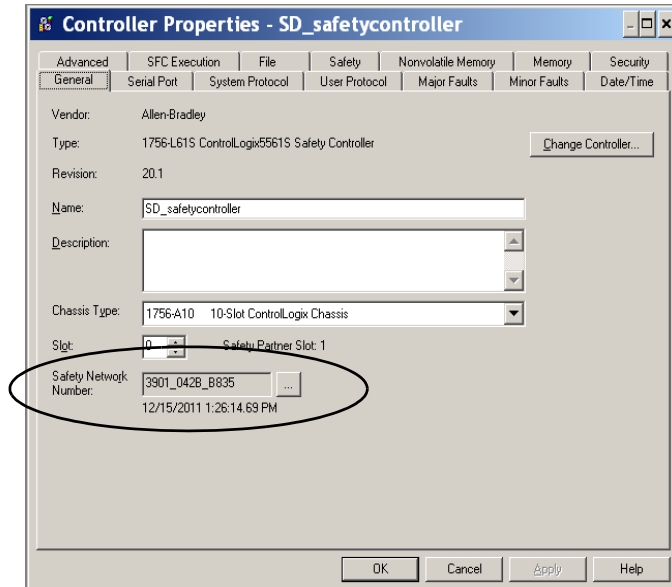 Controller Properties - SD_safetycontroller
Advanced SFC Execution File Safety Nonvolatile Memory Memory Security
General Serial Port System Protocol User Protocol Major Faults Minor Faults Date/Time
Vendor: Allen-Bradley
Type: 1756-L61S ControlLogix5561S Safety Controller Change Controller...
Revision: 20.1
Name: SD_safetycontroller
Description:
Chassis Type: 1756-A10 10-Slot ControlLogix Chassis
Slot: 0 Safety Partner Slot: 1
Safety Network
Number: 3901_042B_B835 ...
12/15/2011 1:26:14.69 PM
OK Cancel Apply Help